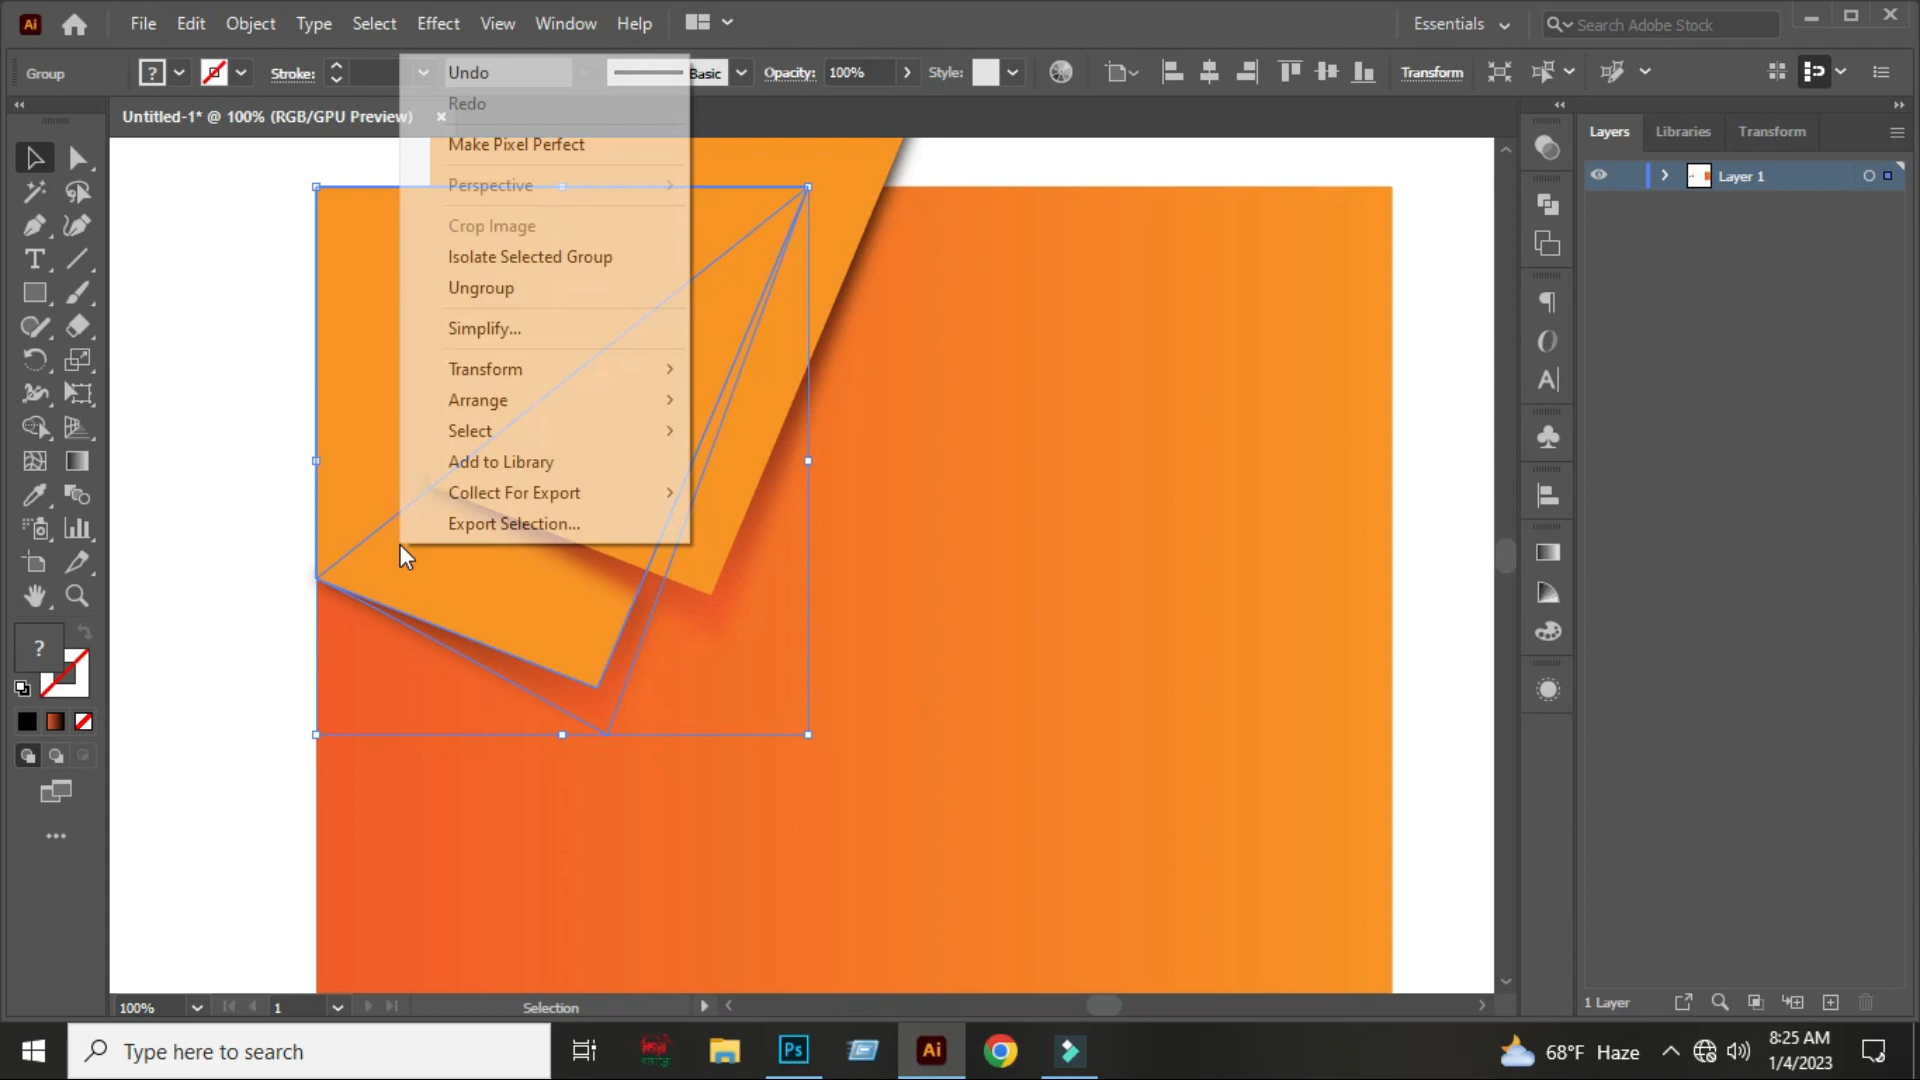 Ai File Edit Object Type Select Effect View Window Help Essentials Search Adobe Stock
Group ? Stroke: Basic Opacity: 100% Style: Transform
Untitled-1* @ 100% (RGB/GPU Preview) ×
Undo
Redo
Make Pixel Perfect
Perspective
Crop Image
Isolate Selected Group
Ungroup
Simplify...
Transform
Arrange
Select
Add to Library
Collect For Export
Export Selection...
Layers Libraries Transform
Layer 1
?
100% 1 Selection
1 Layer
Type here to search
Ps Ai
68°F Haze
8:25 AM
1/4/2023